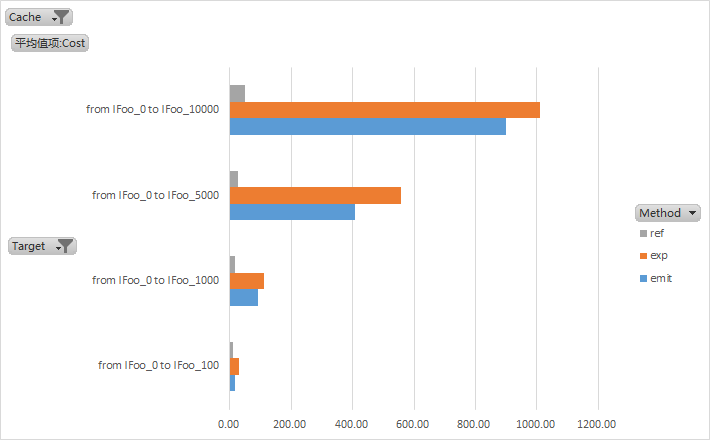 Cache
平均值项:Cost
from IFoo_0 to IFoo_10000
from IFoo_0 to IFoo_5000
Target
from IFoo_0 to IFoo_1000
from IFoo_0 to IFoo_100
0.00 200.00 400.00 600.00 800.00 1000.00 1200.00
Method
ref
exp
emit